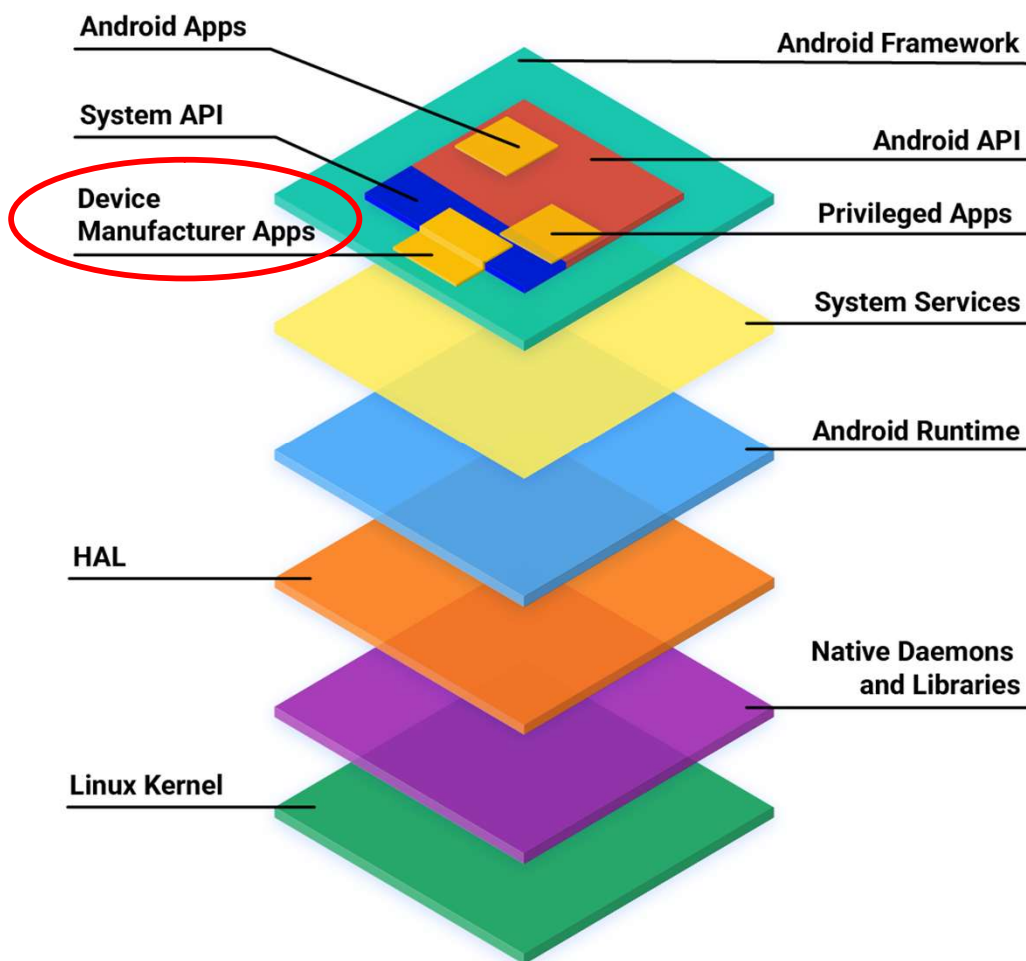 Android Apps
Android Framework
System API
Android API
Device
Manufacturer Apps
Privileged Apps
System Services
Android Runtime
HAL
Native Daemons
and Libraries
Linux Kernel